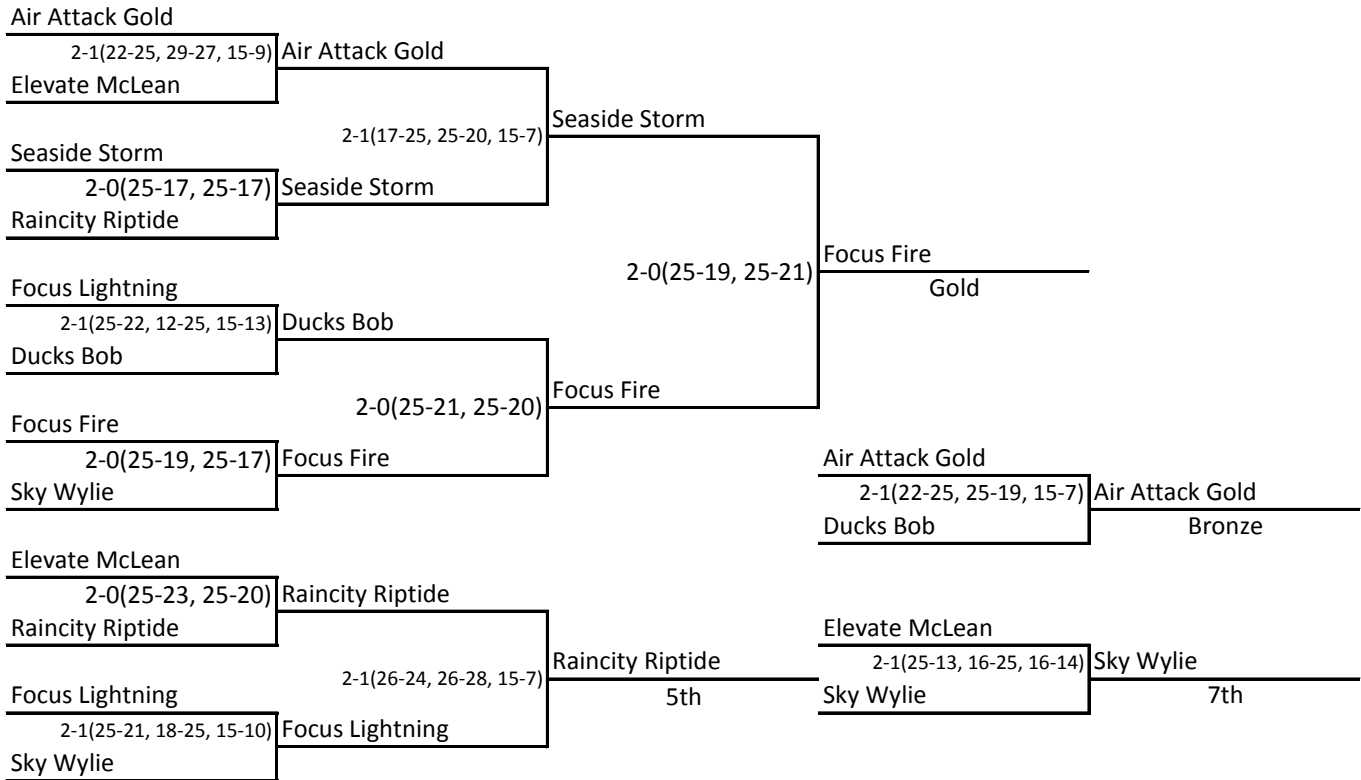 Air Attack Gold
2-1(22-25, 29-27, 15-9) Air Attack Gold
Elevate McLean
Seaside Storm
2-1(17-25, 25-20, 15-7)
Seaside Storm
2-0(25-17, 25-17) Seaside Storm
Raincity Riptide
Focus Fire
2-0(25-19, 25-21)
Focus Lightning
Gold
2-1(25-22, 12-25, 15-13) Ducks Bob
Ducks Bob
Focus Fire
2-0(25-21, 25-20)
Focus Fire
2-0(25-19, 25-17) Focus Fire
Air Attack Gold
Sky Wylie
2-1(22-25, 25-19, 15-7) Air Attack Gold
Ducks Bob
Bronze
Elevate McLean
2-0(25-23, 25-20) Raincity Riptide
Raincity Riptide
Elevate McLean
Raincity Riptide
2-1(25-13, 16-25, 16-14) Sky Wylie
2-1(26-24, 26-28, 15-7)
Focus Lightning
5th
Sky Wylie
7th
2-1(25-21, 18-25, 15-10) Focus Lightning
Sky Wylie